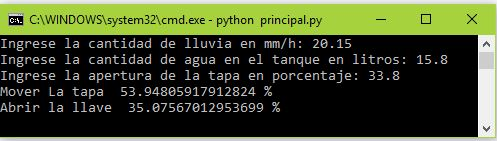 C:\WINDOWS\system32\cmd.exe - python  principal.py
Ingrese la cantidad de lluvia en mm/h: 20.15
Ingrese la cantidad de agua en el tanque en litros: 15.8
Ingrese la apertura de la tapa en porcentaje: 33.8
Mover La tapa  53.94805917912824 %
Abrir la llave  35.07567012953699 %